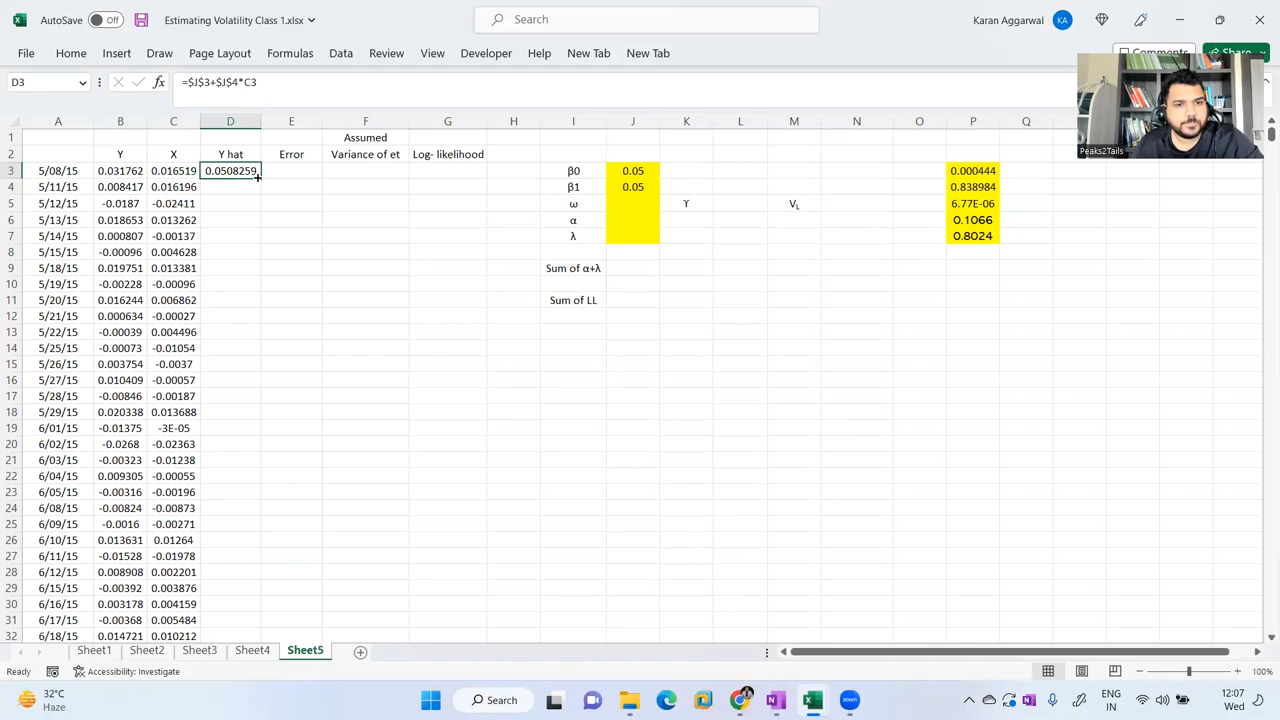 AutoSave Off Estimating Volatility Class 1.xlsx Search Karan Aggarwal KA
File Home Insert Draw Page Layout Formulas Data Review View Developer Help New Tab New Tab Comments Share
D3 fx =$J$3+$J$4*C3
Peaks2Tails
A B C D E F G H I J K L M N O P Q
1 Assumed
2 Y X Y hat Error Variance of et Log- likelihood
3 5/08/15 0.031762 0.016519 0.0508259 β0 0.05 0.000444
4 5/11/15 0.008417 0.016196 β1 0.05 0.838984
5 5/12/15 -0.0187 -0.02411 ω ϒ VL 6.77E-06
6 5/13/15 0.018653 0.013262 α 0.1066
7 5/14/15 0.000807 -0.00137 λ 0.8024
8 5/15/15 -0.00096 0.004628
9 5/18/15 0.019751 0.013381 Sum of α+λ
10 5/19/15 -0.00228 -0.00096
11 5/20/15 0.016244 0.006862 Sum of LL
12 5/21/15 0.000634 -0.00027
13 5/22/15 -0.00039 0.004496
14 5/25/15 -0.00073 -0.01054
15 5/26/15 0.003754 -0.0037
16 5/27/15 0.010409 -0.00057
17 5/28/15 -0.00846 -0.00187
18 5/29/15 0.020338 0.013688
19 6/01/15 -0.01375 -3E-05
20 6/02/15 -0.0268 -0.02363
21 6/03/15 -0.00323 -0.01238
22 6/04/15 0.009305 -0.00055
23 6/05/15 -0.00316 -0.00196
24 6/08/15 -0.00824 -0.00873
25 6/09/15 -0.0016 -0.00271
26 6/10/15 0.013631 0.01264
27 6/11/15 -0.01528 -0.01978
28 6/12/15 0.008908 0.002201
29 6/15/15 -0.00392 0.003876
30 6/16/15 0.003178 0.004159
31 6/17/15 -0.00368 0.005484
32 6/18/15 0.014721 0.010212
Sheet1 Sheet2 Sheet3 Sheet4 Sheet5
Ready Accessibility: Investigate 100%
32°C Haze Search zoom ENG IN 12:07 Wed